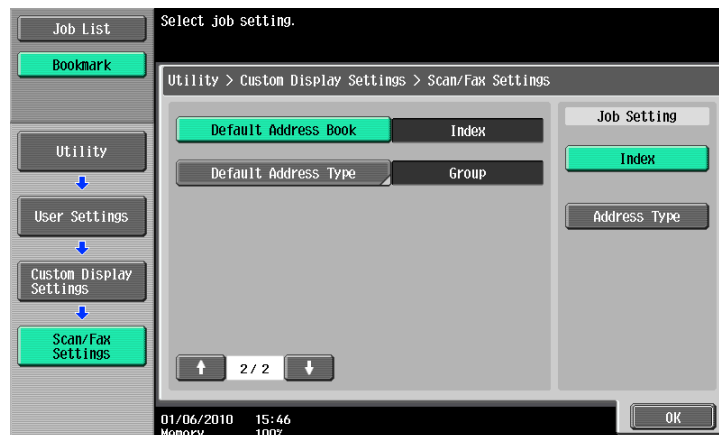 Job List
Bookmark
Utility
User Settings
Custom Display
Settings
Scan/Fax
Settings
Select job setting.
Utility > Custom Display Settings > Scan/Fax Settings
Default Address Book
Index
Default Address Type
Group
2/ 2
Job Setting
Index
Address Type
01/06/2010 15:46
Memory 100%
OK